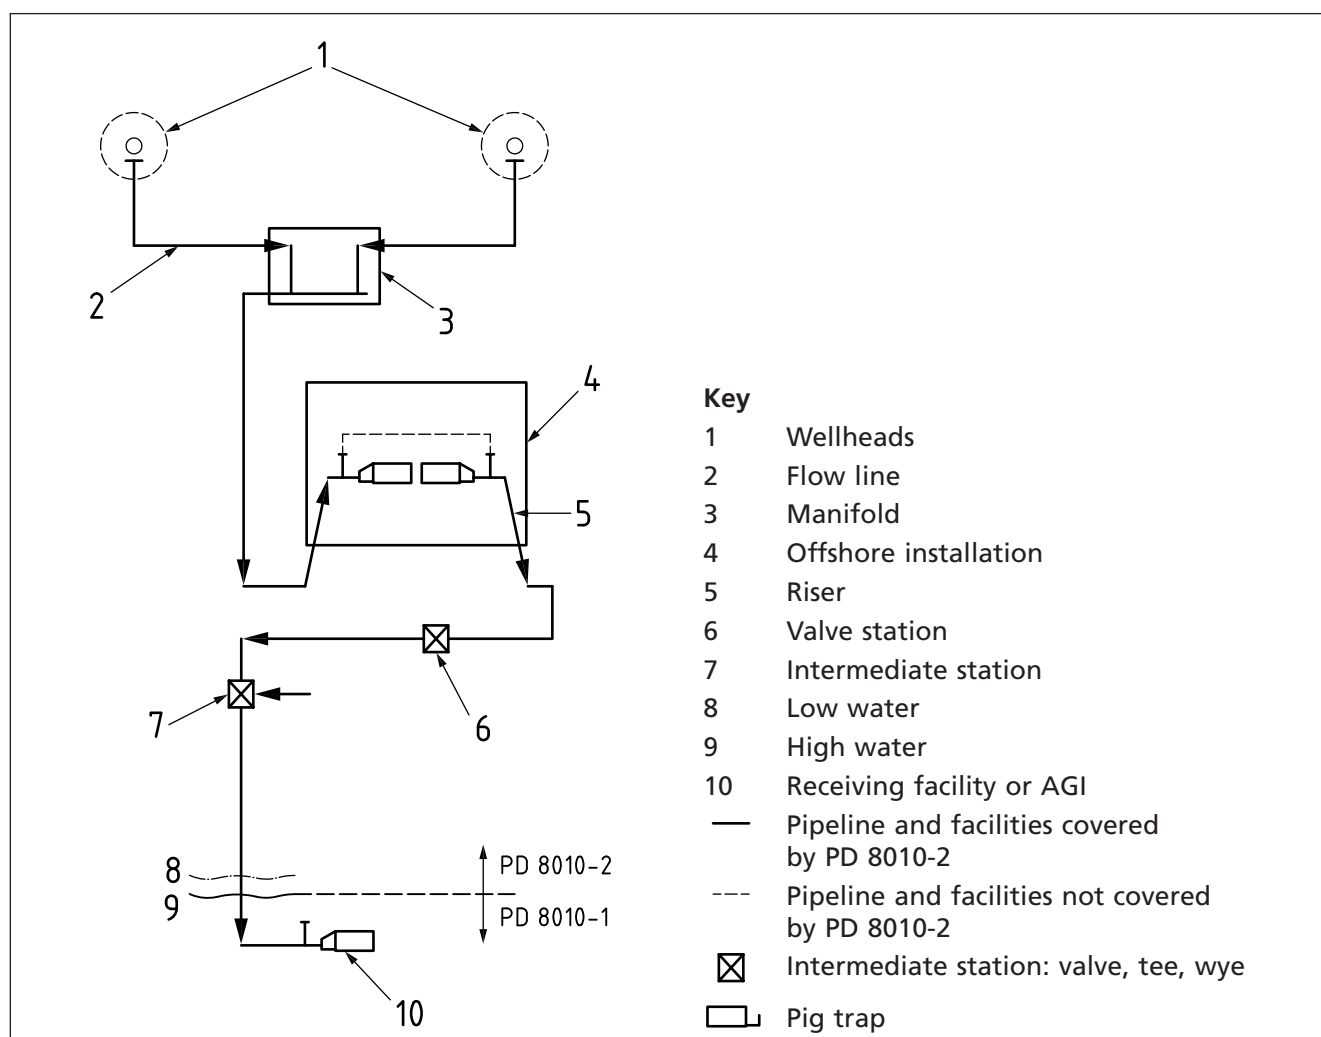 1
2
3
4
5
6
7
8
9
PD 8010-2
PD 8010-1
10
Key
1 Wellheads
2 Flow line
3 Manifold
4 Offshore installation
5 Riser
6 Valve station
7 Intermediate station
8 Low water
9 High water
10 Receiving facility or AGI
Pipeline and facilities covered
by PD 8010-2
Pipeline and facilities not covered
by PD 8010-2
Intermediate station: valve, tee, wye
Pig trap